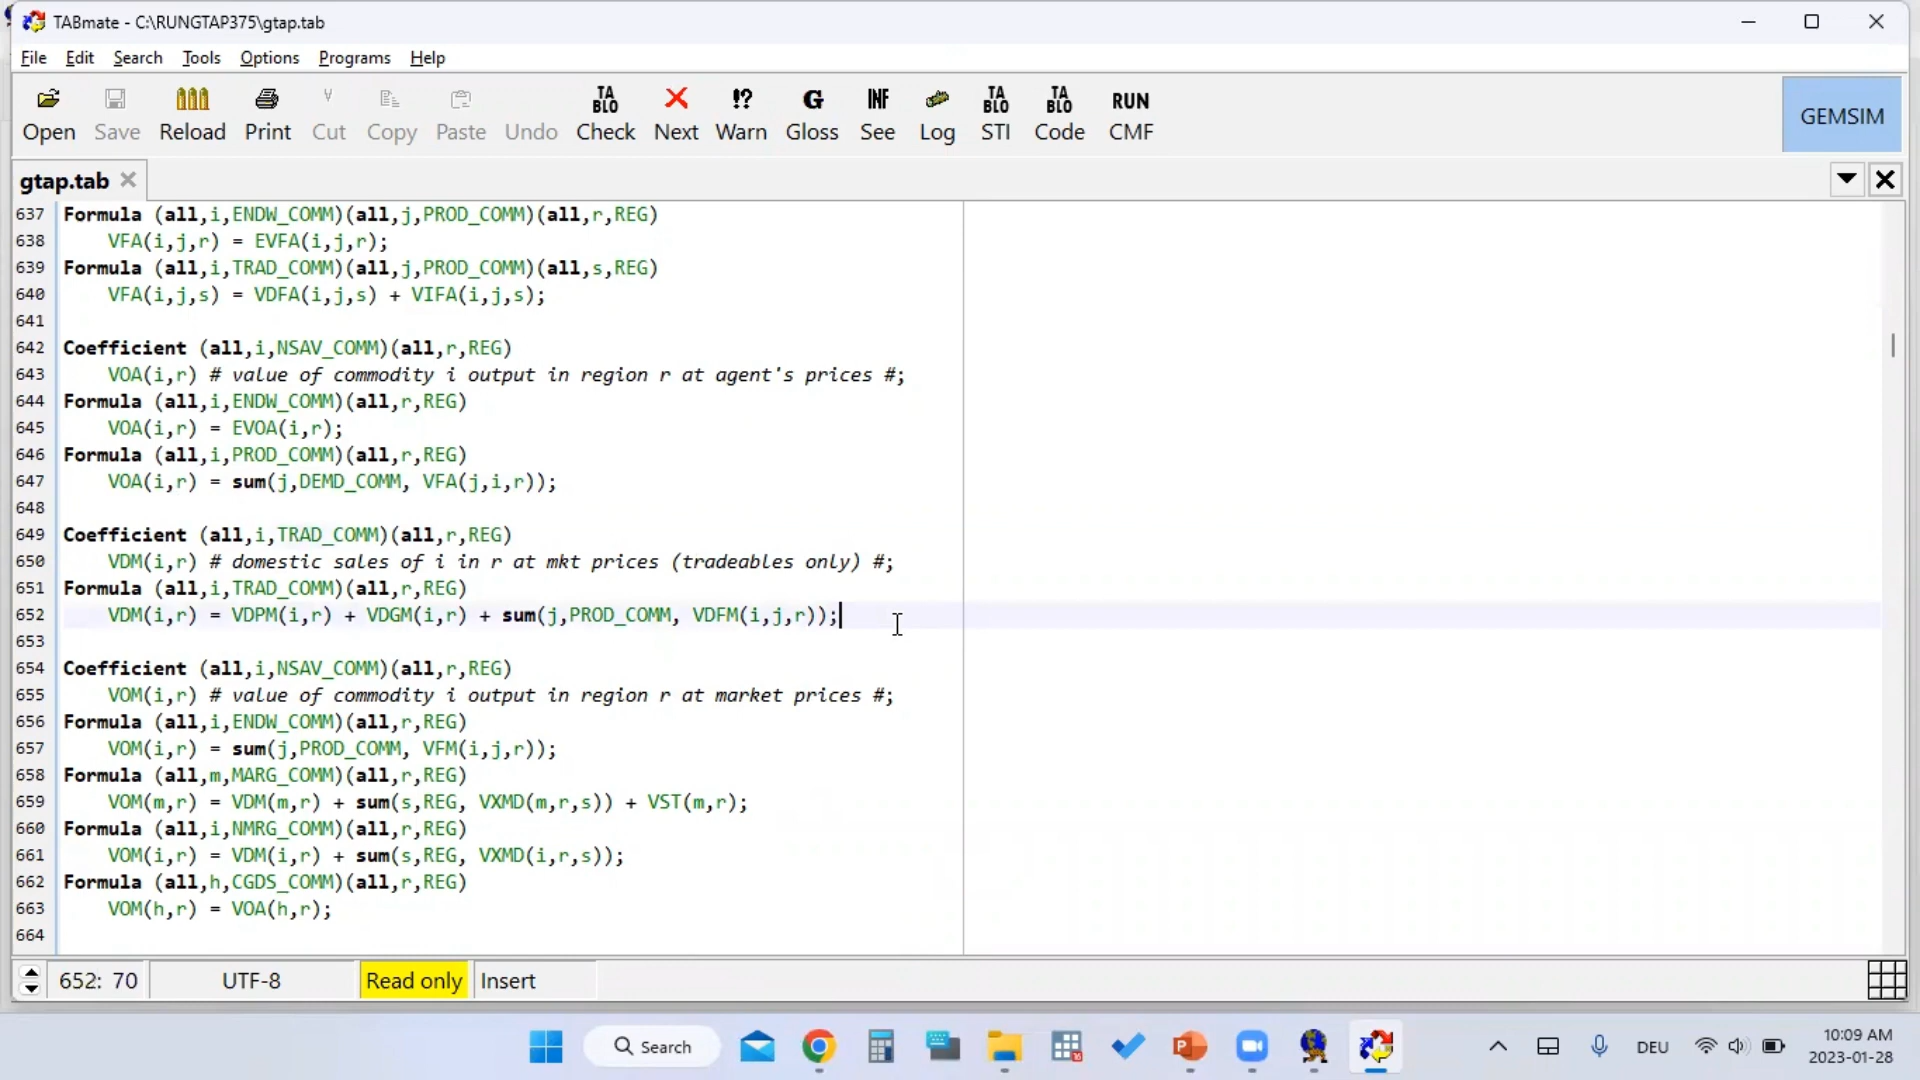 TABmate - C:\RUNGTAP375\gtap.tab
File Edit Search Tools Options Programs Help
TA BLO TA BLO TA BLO
!? G INF RUN
Open Save Reload Print Cut Copy Paste Undo Check Next Warn Gloss See Log STI Code CMF
GEMSIM
gtap.tab
637 Formula (all,i,ENDW_COMM)(all,j,PROD_COMM)(all,r,REG)
638 VFA(i,j,r) = EVFA(i,j,r);
639 Formula (all,i,TRAD_COMM)(all,j,PROD_COMM)(all,s,REG)
640 VFA(i,j,s) = VDFA(i,j,s) + VIFA(i,j,s);
641
642 Coefficient (all,i,NSAV_COMM)(all,r,REG)
643 VOA(i,r) # value of commodity i output in region r at agent's prices #;
644 Formula (all,i,ENDW_COMM)(all,r,REG)
645 VOA(i,r) = EVOA(i,r);
646 Formula (all,i,PROD_COMM)(all,r,REG)
647 VOA(i,r) = sum(j,DEMD_COMM, VFA(j,i,r));
648
649 Coefficient (all,i,TRAD_COMM)(all,r,REG)
650 VDM(i,r) # domestic sales of i in r at mkt prices (tradeables only) #;
651 Formula (all,i,TRAD_COMM)(all,r,REG)
652 VDM(i,r) = VDPM(i,r) + VDGM(i,r) + sum(j,PROD_COMM, VDFM(i,j,r));
653
654 Coefficient (all,i,NSAV_COMM)(all,r,REG)
655 VOM(i,r) # value of commodity i output in region r at market prices #;
656 Formula (all,i,ENDW_COMM)(all,r,REG)
657 VOM(i,r) = sum(j,PROD_COMM, VFM(i,j,r));
658 Formula (all,m,MARG_COMM)(all,r,REG)
659 VOM(m,r) = VDM(m,r) + sum(s,REG, VXMD(m,r,s)) + VST(m,r);
660 Formula (all,i,NMRG_COMM)(all,r,REG)
661 VOM(i,r) = VDM(i,r) + sum(s,REG, VXMD(i,r,s));
662 Formula (all,h,CGDS_COMM)(all,r,REG)
663 VOM(h,r) = VOA(h,r);
664
652: 70 UTF-8 Read only Insert
Search
DEU
10:09 AM
2023-01-28